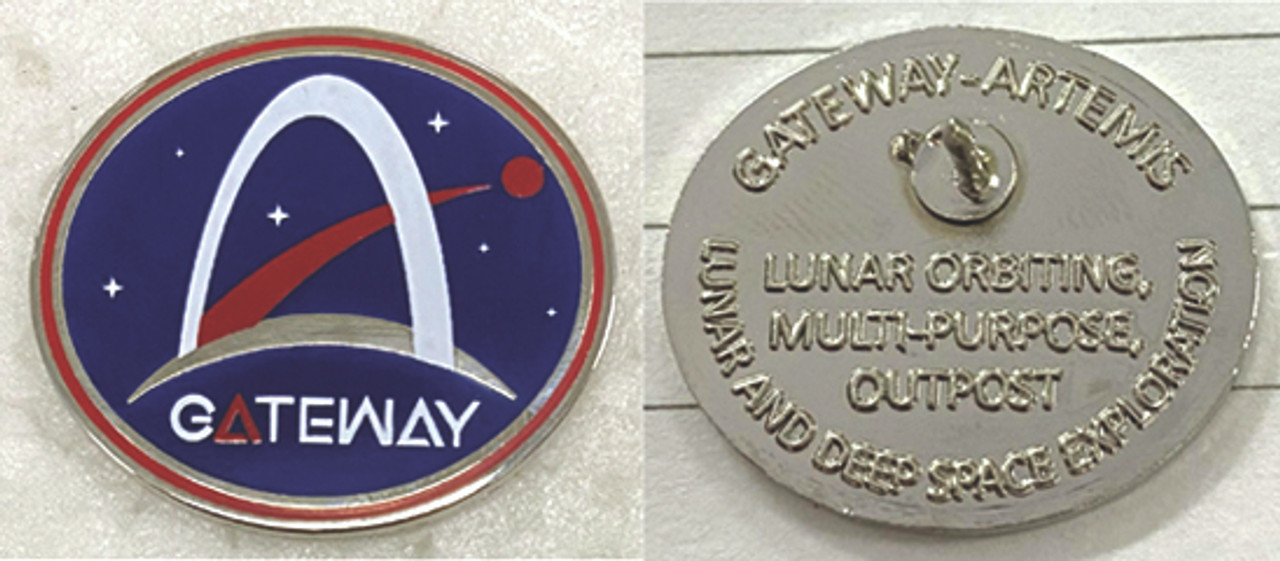 GATEWAY
GATEWAY-ARTEMIS
LUNAR ORBITING,
MULTI-PURPOSE,
OUTPOST
LUNAR AND DEEP SPACE EXPLORATION